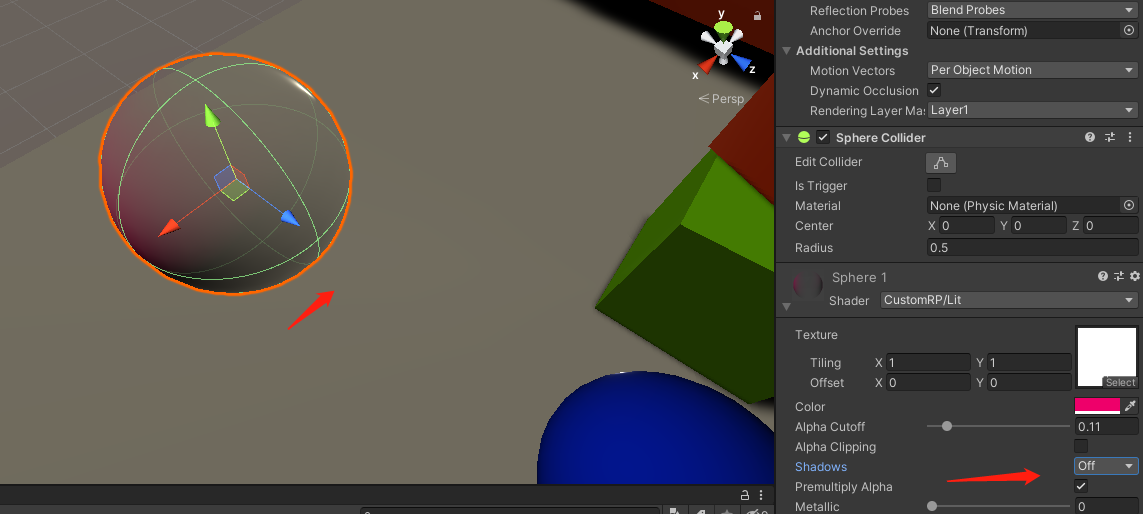 y
x
z
Persp
Reflection Probes Blend Probes
Anchor Override None (Transform)
Additional Settings
Motion Vectors Per Object Motion
Dynamic Occlusion
Rendering Layer Mas Layer1
Sphere Collider
Edit Collider
Is Trigger
Material None (Physic Material)
Center X 0 Y 0 Z 0
Radius 0.5
Sphere 1
Shader CustomRP/Lit
Texture
Tiling X 1 Y 1
Offset X 0 Y 0
Select
Color
Alpha Cutoff 0.11
Alpha Clipping
Shadows Off
Premultiply Alpha
Metallic 0